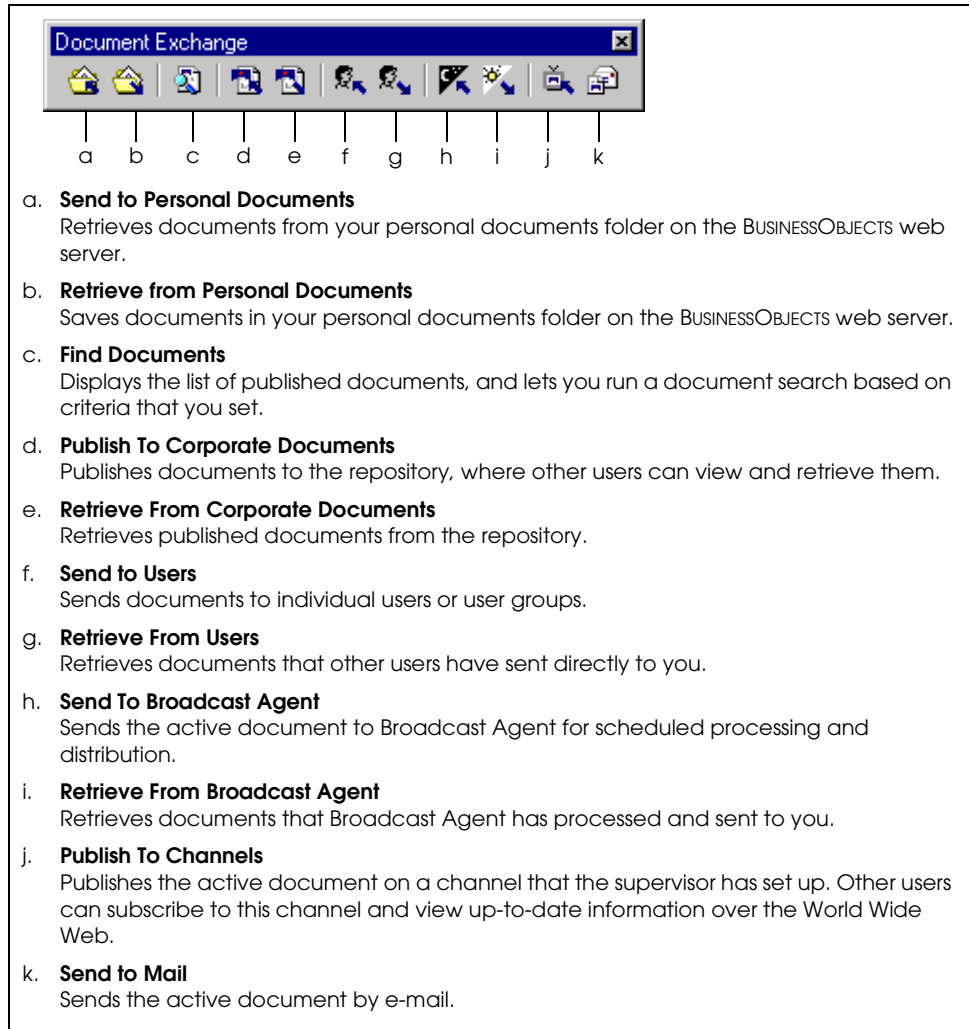 Document Exchange
a b c d e f g h i j k
a. Send to Personal Documents
Retrieves documents from your personal documents folder on the BUSINESSOBJECTS web
server.
b. Retrieve from Personal Documents
Saves documents in your personal documents folder on the BUSINESSOBJECTS web server.
c. Find Documents
Displays the list of published documents, and lets you run a document search based on
criteria that you set.
d. Publish To Corporate Documents
Publishes documents to the repository, where other users can view and retrieve them.
e. Retrieve From Corporate Documents
Retrieves published documents from the repository.
f. Send to Users
Sends documents to individual users or user groups.
g. Retrieve From Users
Retrieves documents that other users have sent directly to you.
h. Send To Broadcast Agent
Sends the active document to Broadcast Agent for scheduled processing and
distribution.
i. Retrieve From Broadcast Agent
Retrieves documents that Broadcast Agent has processed and sent to you.
j. Publish To Channels
Publishes the active document on a channel that the supervisor has set up. Other users
can subscribe to this channel and view up-to-date information over the World Wide
Web.
k. Send to Mail
Sends the active document by e-mail.